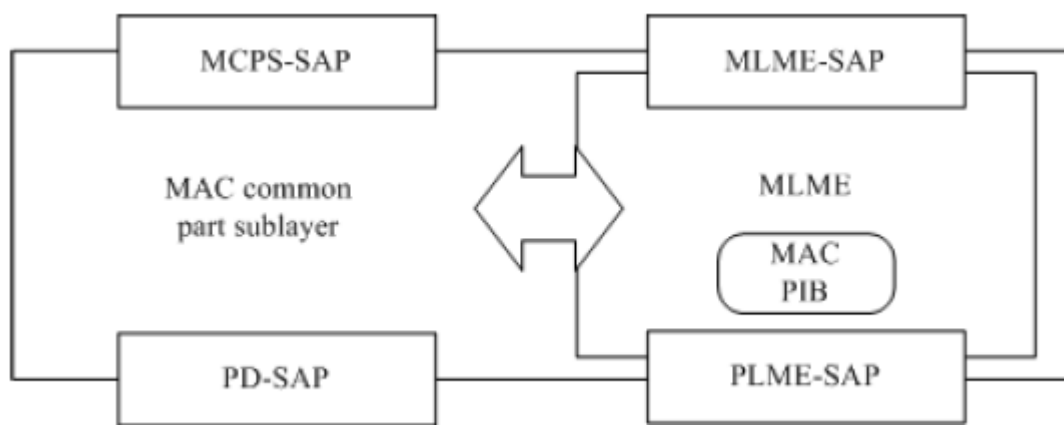 MCPS-SAP
MLME-SAP
MAC common
part sublayer
MLME
MAC
PIB
PD-SAP
PLME-SAP